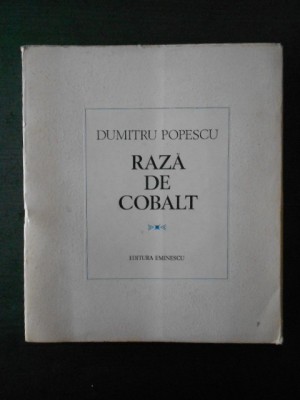 DUMITRU POPESCU
RAZĂ
DE
COBALT
EDITURA EMINESCU